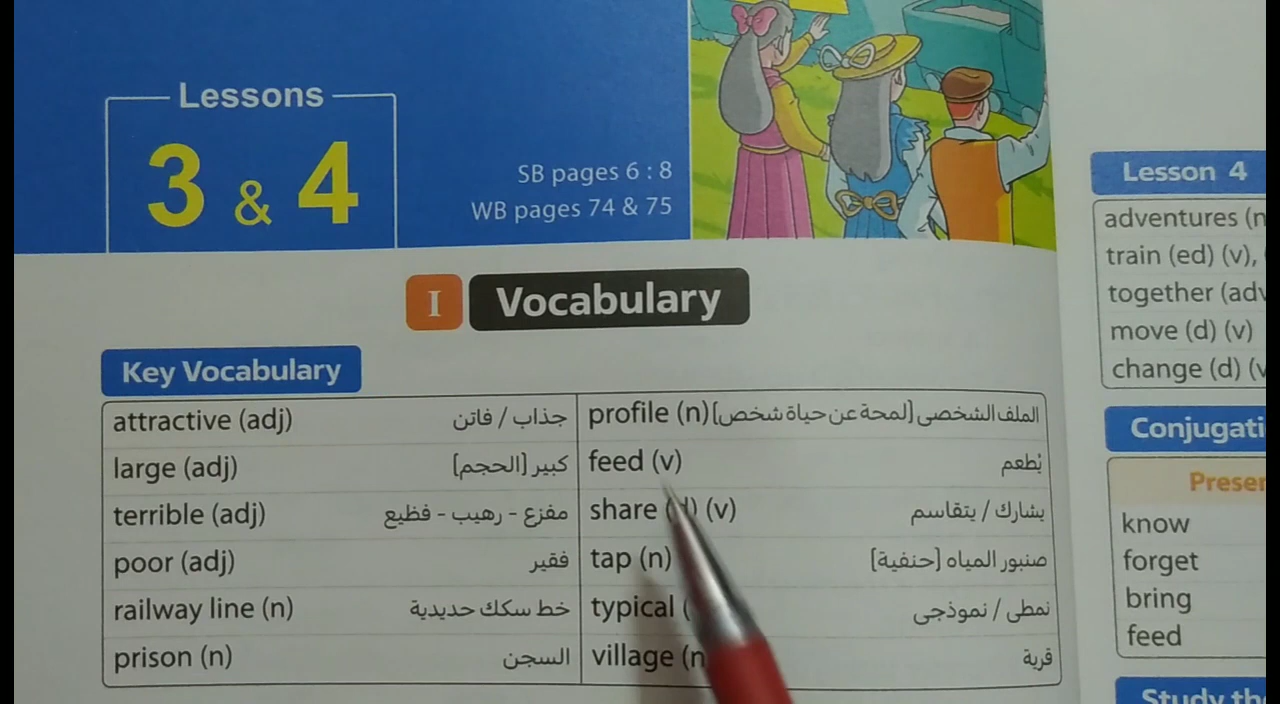 Lessons
3 & 4
SB pages 6 : 8
WB pages 74 & 75
I Vocabulary
Key Vocabulary
attractive (adj) جذاب / فاتن
large (adj) كبير [الحجم]
terrible (adj) مفزع - رهيب - فظيع
poor (adj) فقير
railway line (n) خط سكك حديدية
prison (n) السجن
profile (n) الملف الشخصى [لمحة عن حياة شخص]
feed (v) يُطعم
share (d) (v) يشارك / يتقاسم
tap (n) صنبور المياه [حنفية]
typical ( نمطى / نموذجى
village (n قرية
Lesson 4
adventures (n
train (ed) (v),
together (adv
move (d) (v)
change (d) (v
Conjugati
Presen
know
forget
bring
feed
Study the